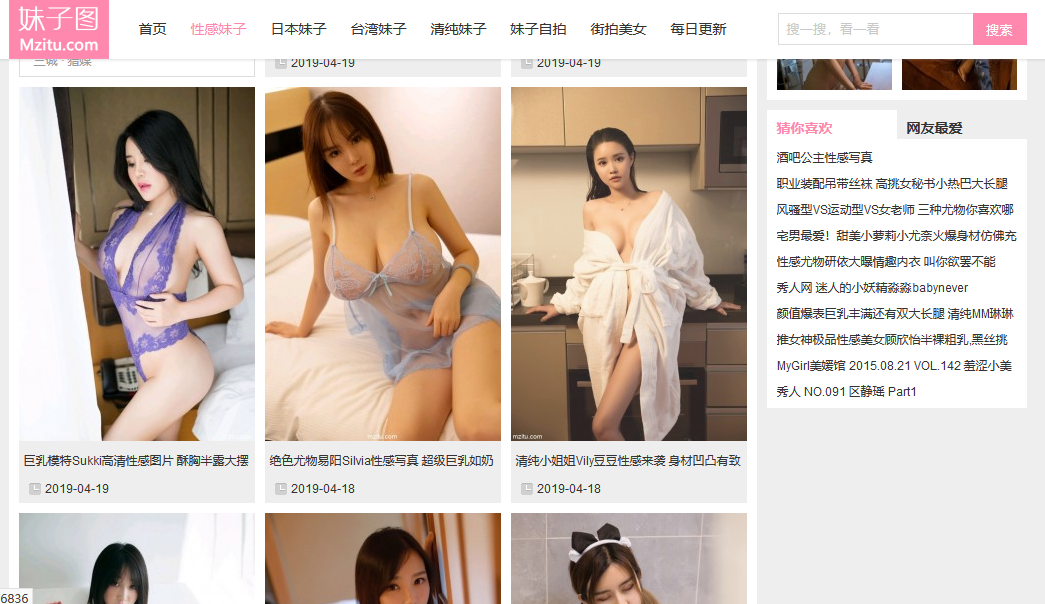 妹子图
Mzitu.com
首页 性感妹子 日本妹子 台湾妹子 清纯妹子 妹子自拍 街拍美女 每日更新
搜一搜，看一看 搜索
2019-04-19
2019-04-19
mzitu.com
mzitu.com
巨乳模特Sukki高清性感图片 酥胸半露大摆
2019-04-19
绝色尤物易阳Silvia性感写真 超级巨乳如奶
2019-04-18
清纯小姐姐Vily豆豆性感来袭 身材凹凸有致
2019-04-18
猜你喜欢 网友最爱
酒吧公主性感写真
职业装配吊带丝袜 高挑女秘书小热巴大长腿
风骚型VS运动型VS女老师 三种尤物你喜欢哪
宅男最爱！甜美小萝莉小尤奈火爆身材仿佛充
性感尤物研依大曝情趣内衣 叫你欲罢不能
秀人网 迷人的小妖精淼淼babynever
颜值爆表巨乳丰满还有双大长腿 清纯MM琳琳
推女神极品性感美女顾欣怡半裸粗乳,黑丝挑
MyGirl美媛馆 2015.08.21 VOL.142 羞涩小美
秀人 NO.091 区静瑶 Part1
6836